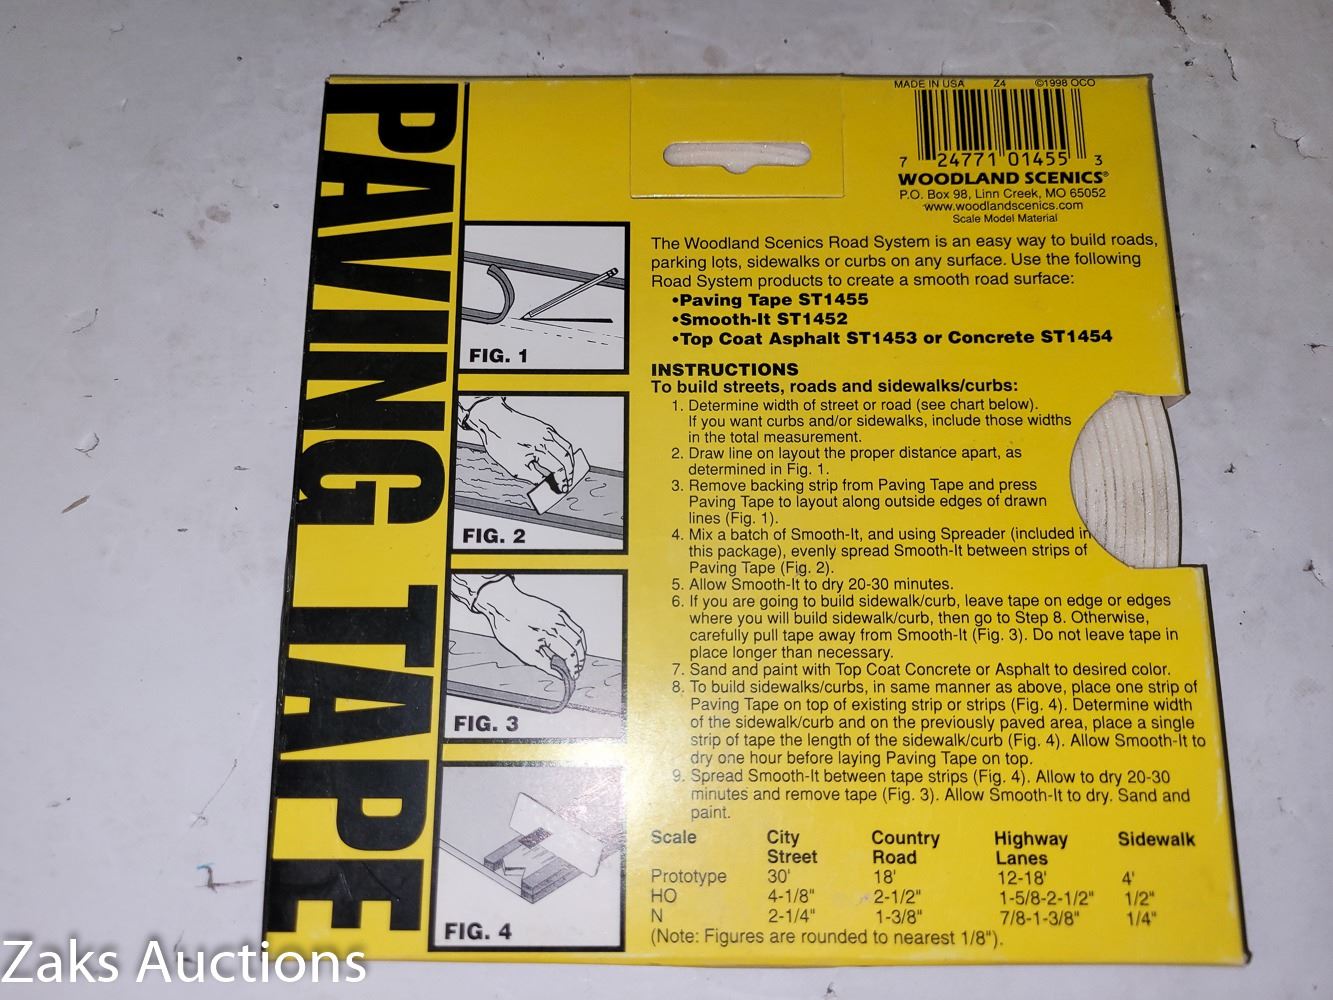 PAVING TAPE
MADE IN USA Z4 ©1998 OCO
7 24771 01455 3
WOODLAND SCENICS®
P.O. Box 98, Linn Creek, MO 65052
www.woodlandscenics.com
Scale Model Material
The Woodland Scenics Road System is an easy way to build roads,
parking lots, sidewalks or curbs on any surface. Use the following
Road System products to create a smooth road surface:
•Paving Tape ST1455
•Smooth-It ST1452
•Top Coat Asphalt ST1453 or Concrete ST1454
INSTRUCTIONS
To build streets, roads and sidewalks/curbs:
1. Determine width of street or road (see chart below).
If you want curbs and/or sidewalks, include those widths
in the total measurement.
2. Draw line on layout the proper distance apart, as
determined in Fig. 1.
3. Remove backing strip from Paving Tape and press
Paving Tape to layout along outside edges of drawn
lines (Fig. 1).
4. Mix a batch of Smooth-It, and using Spreader (included in
this package), evenly spread Smooth-It between strips of
Paving Tape (Fig. 2).
5. Allow Smooth-It to dry 20-30 minutes.
6. If you are going to build sidewalk/curb, leave tape on edge or edges
where you will build sidewalk/curb, then go to Step 8. Otherwise,
carefully pull tape away from Smooth-It (Fig. 3). Do not leave tape in
place longer than necessary.
7. Sand and paint with Top Coat Concrete or Asphalt to desired color.
8. To build sidewalks/curbs, in same manner as above, place one strip of
Paving Tape on top of existing strip or strips (Fig. 4). Determine width
of the sidewalk/curb and on the previously paved area, place a single
strip of tape the length of the sidewalk/curb (Fig. 4). Allow Smooth-It to
dry one hour before laying Paving Tape on top.
9. Spread Smooth-It between tape strips (Fig. 4). Allow to dry 20-30
minutes and remove tape (Fig. 3). Allow Smooth-It to dry. Sand and
paint.
Scale City Street Country Road Highway Lanes Sidewalk
Prototype 30' 18' 12-18' 4'
HO 4-1/8" 2-1/2" 1-5/8-2-1/2" 1/2"
N 2-1/4" 1-3/8" 7/8-1-3/8" 1/4"
(Note: Figures are rounded to nearest 1/8").
FIG. 1
FIG. 2
FIG. 3
FIG. 4
Zaks Auctions